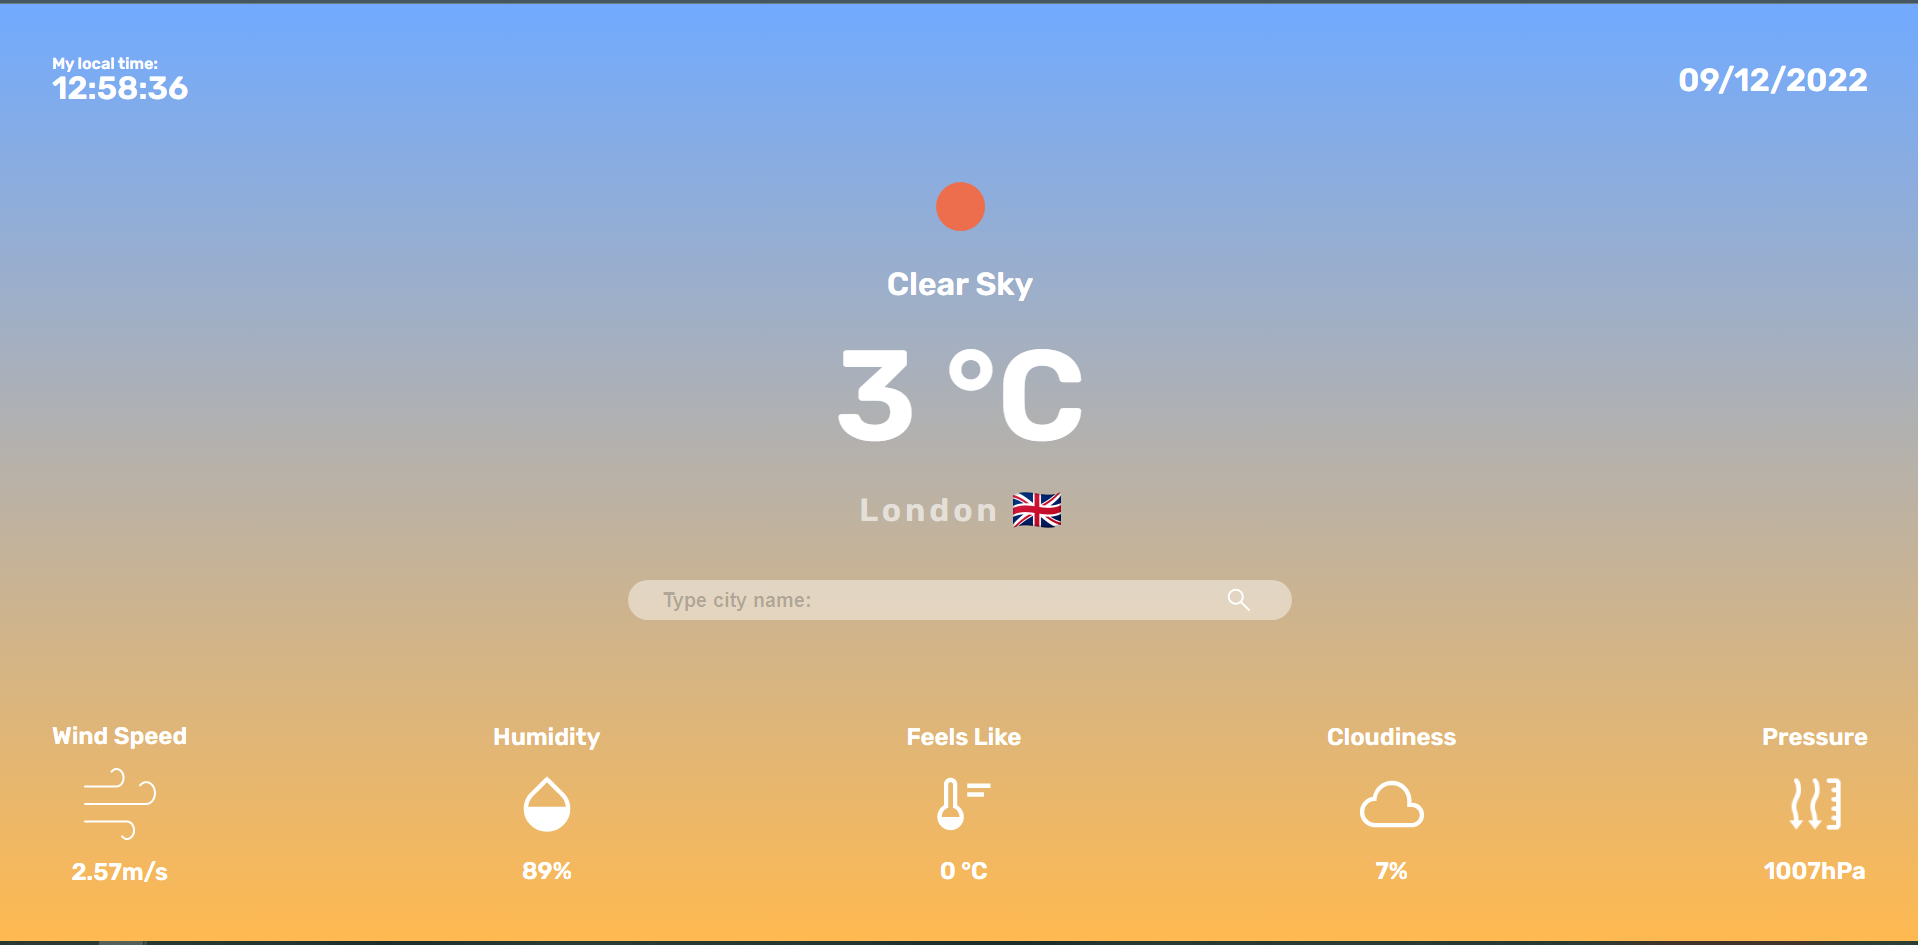 My local time:
12:58:36
09/12/2022
Clear Sky
3 °C
London
Type city name:
Wind Speed
Humidity
Feels Like
Cloudiness
Pressure
2.57m/s
89%
0 °C
7%
1007hPa